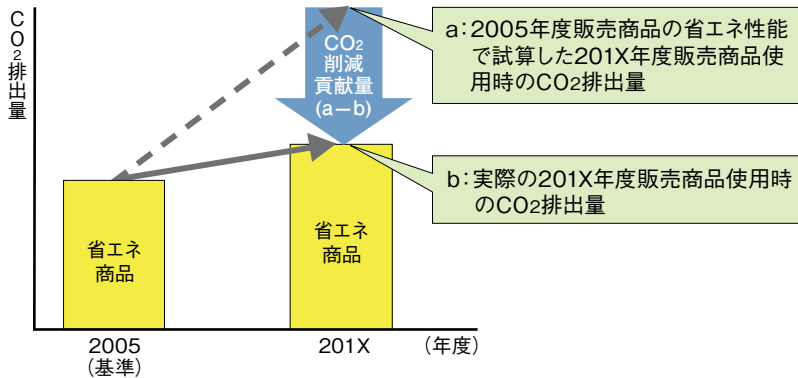 CO2排出量
CO2
削減
貢献量
(a－b)
a：2005年度販売商品の省エネ性能
で試算した201X年度販売商品使
用時のCO2排出量
b：実際の201X年度販売商品使用時
のCO2排出量
省エネ
商品
省エネ
商品
2005
(基準)
201X
(年度)